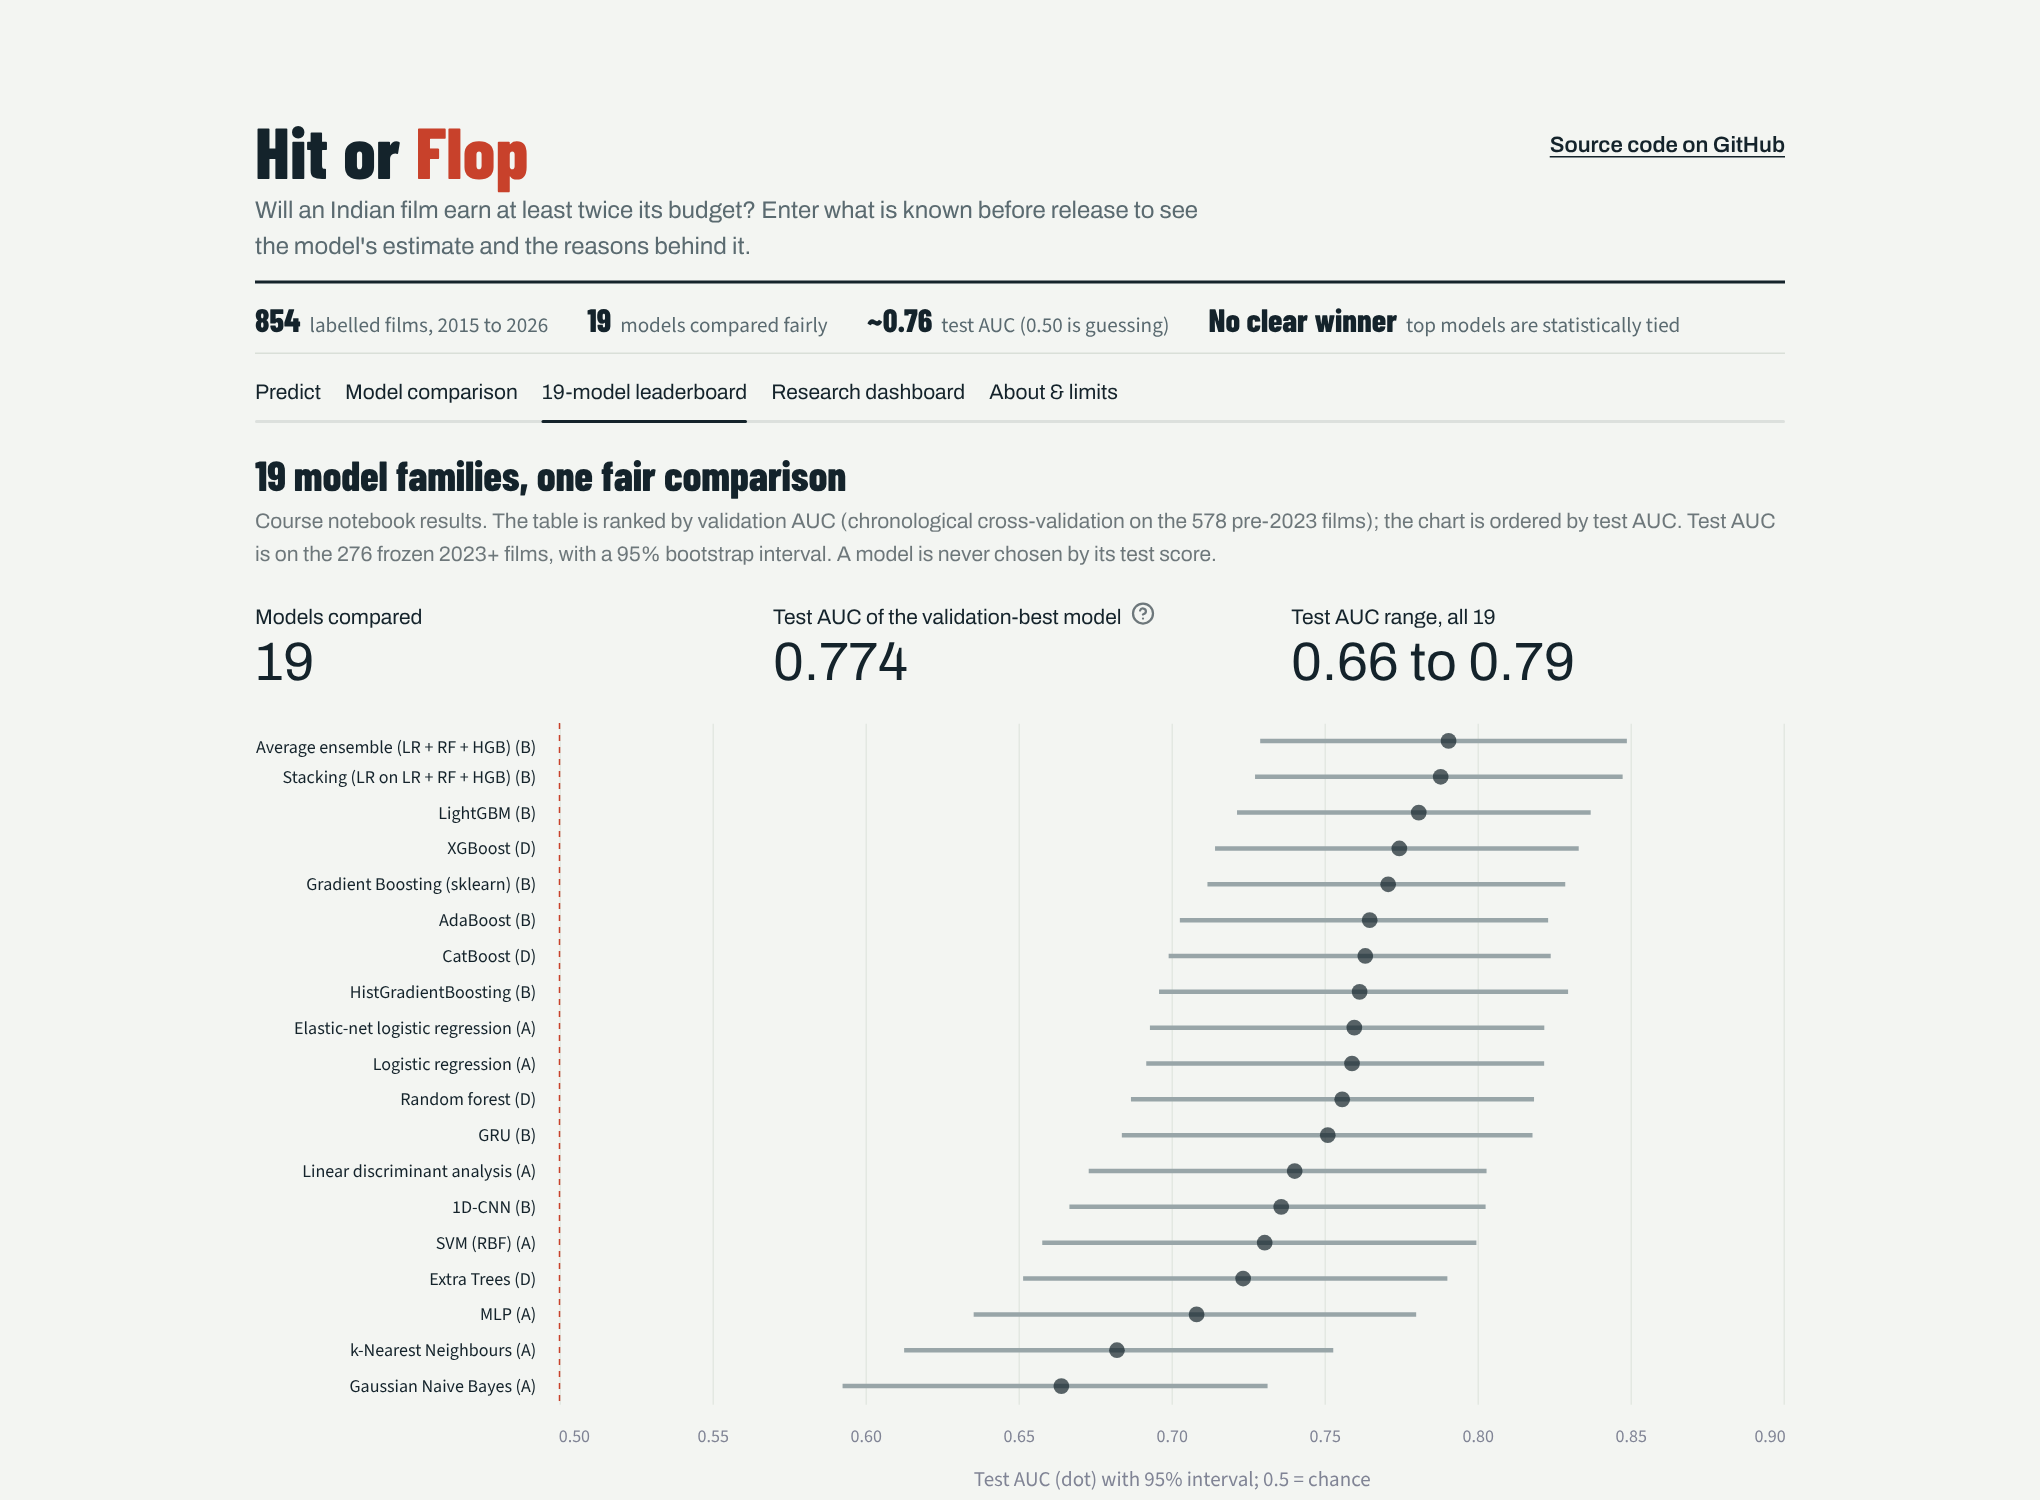 Hit or Flop
Source code on GitHub
Will an Indian film earn at least twice its budget? Enter what is known before release to see
the model's estimate and the reasons behind it.
854 labelled films, 2015 to 2026 19 models compared fairly ~0.76 test AUC (0.50 is guessing) No clear winner top models are statistically tied
Predict Model comparison 19-model leaderboard Research dashboard About & limits
19 model families, one fair comparison
Course notebook results. The table is ranked by validation AUC (chronological cross-validation on the 578 pre-2023 films); the chart is ordered by test AUC. Test AUC
is on the 276 frozen 2023+ films, with a 95% bootstrap interval. A model is never chosen by its test score.
Models compared
19
Test AUC of the validation-best model
0.774
Test AUC range, all 19
0.66 to 0.79
Average ensemble (LR + RF + HGB) (B)
Stacking (LR on LR + RF + HGB) (B)
LightGBM (B)
XGBoost (D)
Gradient Boosting (sklearn) (B)
AdaBoost (B)
CatBoost (D)
HistGradientBoosting (B)
Elastic-net logistic regression (A)
Logistic regression (A)
Random forest (D)
GRU (B)
Linear discriminant analysis (A)
1D-CNN (B)
SVM (RBF) (A)
Extra Trees (D)
MLP (A)
k-Nearest Neighbours (A)
Gaussian Naive Bayes (A)
0.50 0.55 0.60 0.65 0.70 0.75 0.80 0.85 0.90
Test AUC (dot) with 95% interval; 0.5 = chance